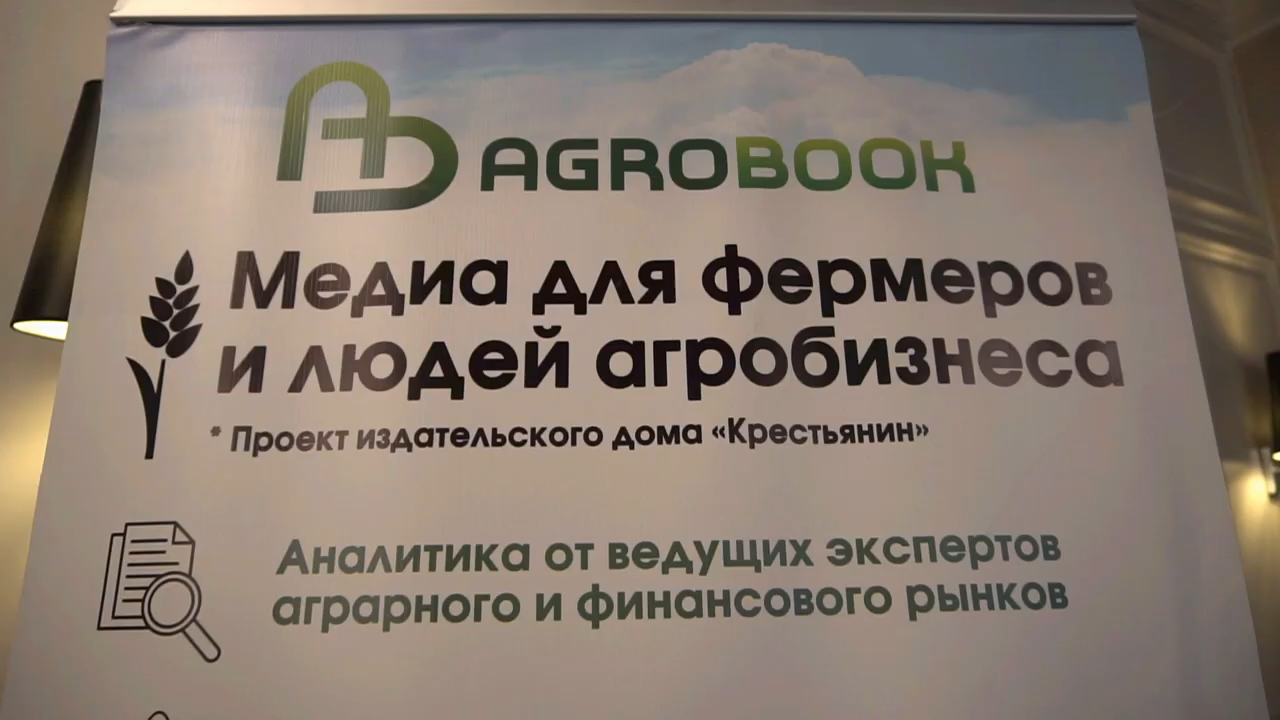 AGROBOOK
Медиа для фермеров
и людей агробизнеса
* Проект издательского дома «Крестьянин»
Аналитика от ведущих экспертов
аграрного и финансового рынков